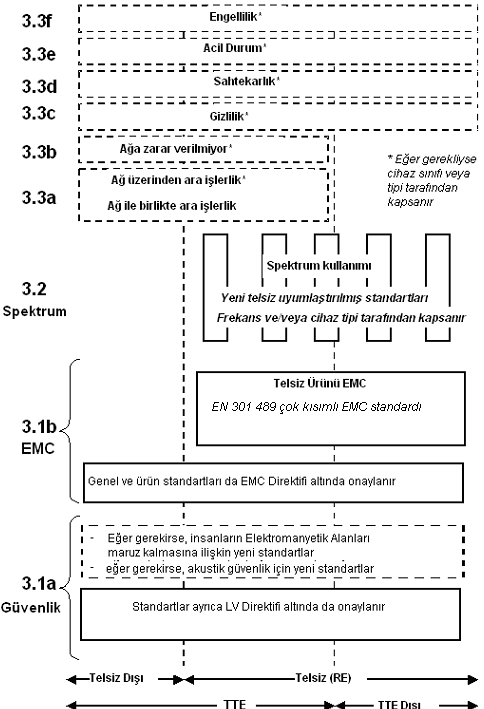 3.3f
Engellilik*
3.3e
Acil Durum*
3.3d
Sahtekarlık*
3.3c
Gizlilik*
3.3b
Ağa zarar verilmiyor*
* Eğer gerekliyse
cihaz sınıfı veya
tipi tarafından
kapsanır
3.3a
Ağ üzerinden ara işlerlik*
Ağ ile birlikte ara işlerlik
3.2
Spektrum
Spektrum kullanımı
Yeni telsiz uyumlaştırılmış standartları
Frekans ve/veya cihaz tipi tarafından kapsanır
3.1b
EMC
Telsiz Ürünü EMC
EN 301 489 çok kısımlı EMC standardı
Genel ve ürün standartları da EMC Direktifi altında onaylanır
3.1a
Güvenlik
- Eğer gerekirse, insanların Elektromanyetik Alanları
maruz kalmasına ilişkin yeni standartlar
- eğer gerekirse, akustik güvenlik için yeni standartlar
Standartlar ayrıca LV Direktifi altında da onaylanır
Telsiz Dışı
Telsiz (RE)
TTE
TTE Dışı